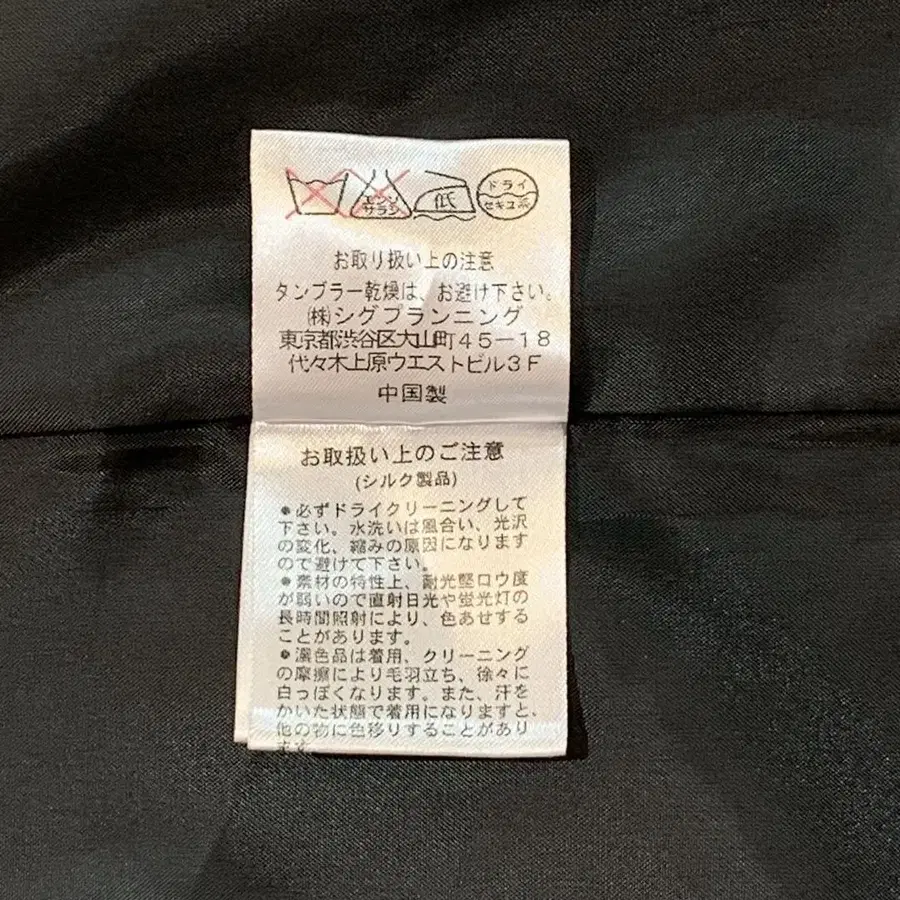 エンソ
サラシ
低
ドライ
セキユ系
お取り扱い上の注意
タンブラー乾燥は、お避け下さい。
㈱シグプランニング
東京都渋谷区大山町45−18
代々木上原ウエストビル3F
中国製
お取扱い上のご注意
(シルク製品)
●必ずドライクリーニングして
下さい。水洗いは風合い、光沢
の変化、縮みの原因になります
ので避けて下さい。
●素材の特性上、耐光堅ロウ度
が弱いので直射日光や蛍光灯の
長時間照射により、色あせする
ことがあります。
●濃色品は着用、クリーニング
の摩擦により毛羽立ち、徐々に
白っぽくなります。また、汗を
かいた状態で着用になりますと、
他の物に色移りすることがあり
ます。